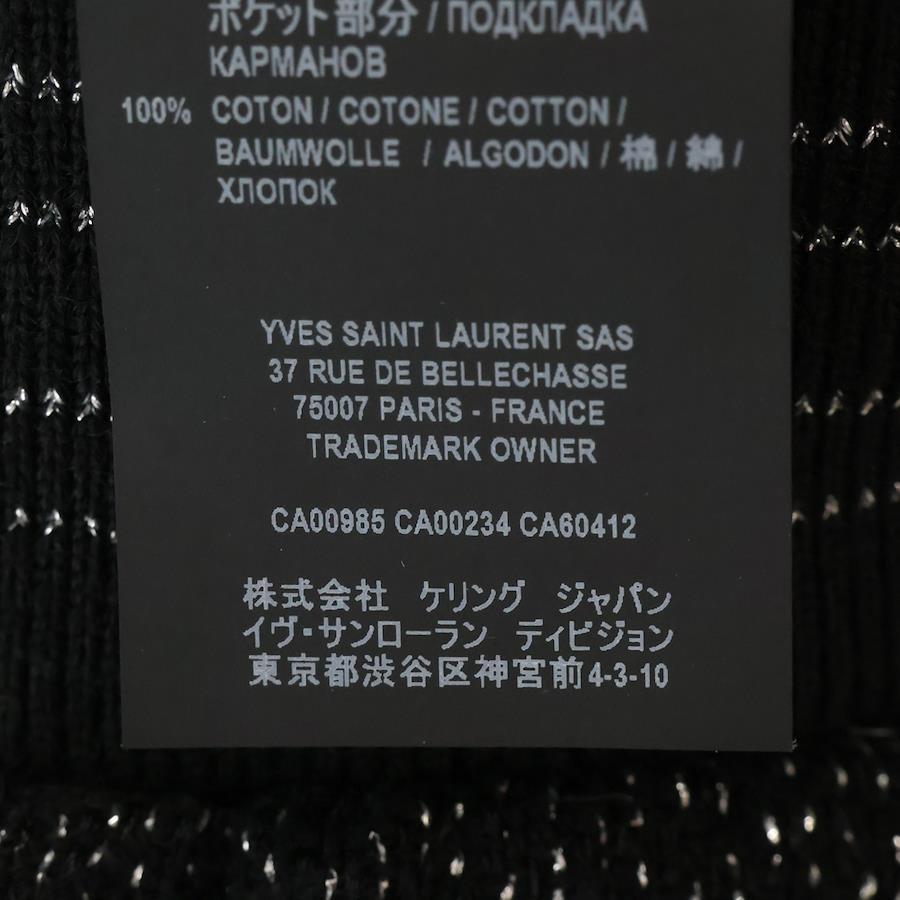 ポケット部分 / ПОДКЛАДКА
КАРМАНОВ
100% COTON / COTONE / COTTON /
BAUMWOLLE / ALGODON / 棉 / 綿 /
ХЛОПОК
YVES SAINT LAURENT SAS
37 RUE DE BELLECHASSE
75007 PARIS - FRANCE
TRADEMARK OWNER
CA00985 CA00234 CA60412
株式会社 ケリング ジャパン
イヴ・サンローラン ディビジョン
東京都渋谷区神宮前4-3-10